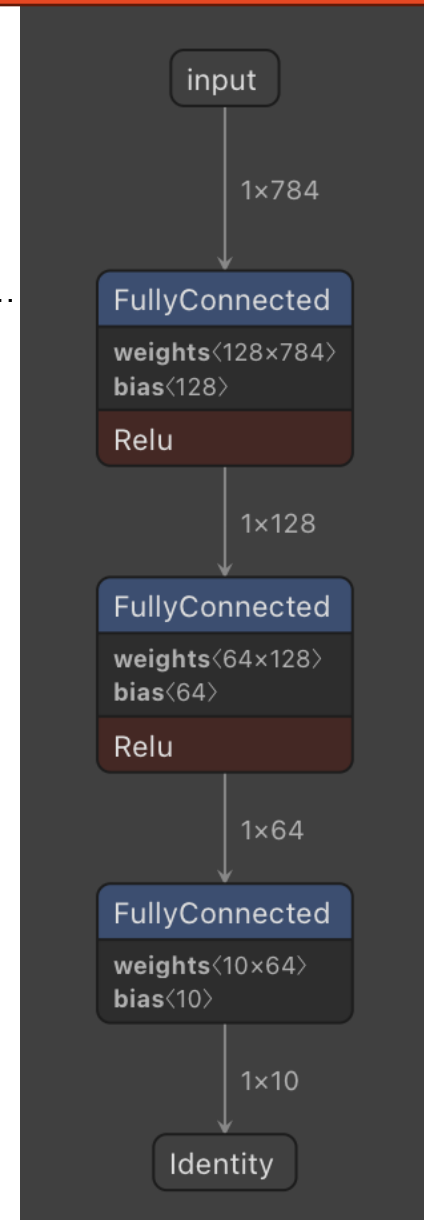 input
1×784
FullyConnected
weights〈128×784〉
bias〈128〉
Relu
1×128
FullyConnected
weights〈64×128〉
bias〈64〉
Relu
1×64
FullyConnected
weights〈10×64〉
bias〈10〉
1×10
Identity